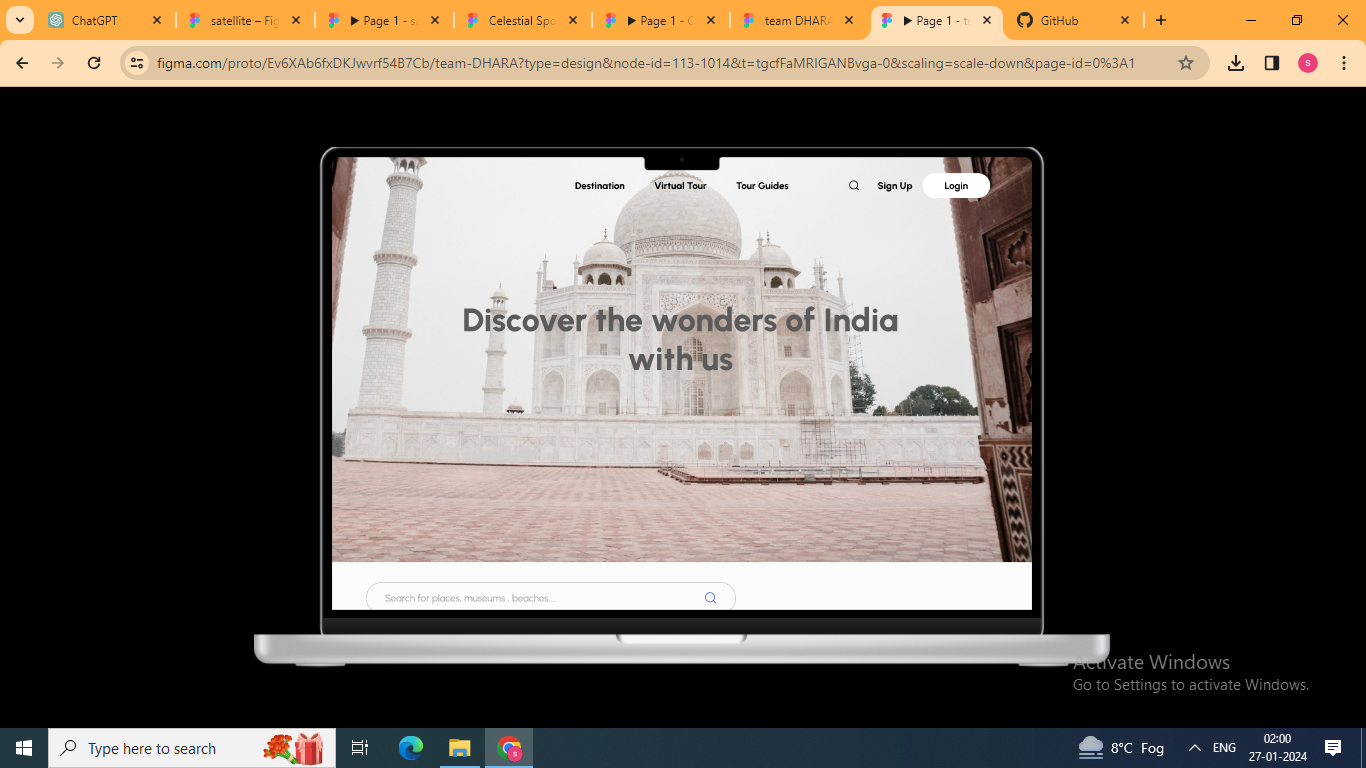 ChatGPT
satellite – Fig
Page 1 - s
Celestial Spo
Page 1 - C
team DHARA
Page 1 - t
GitHub
figma.com/proto/Ev6XAb6fxDKJwvrf54B7Cb/team-DHARA?type=design&node-id=113-1014&t=tgcfFaMRIGANBvga-0&scaling=scale-down&page-id=0%3A1
S
Destination
Virtual Tour
Tour Guides
Sign Up
Login
Discover the wonders of India
with us
Search for places, museums , beaches...
Activate Windows
Go to Settings to activate Windows.
Type here to search
S
8°C Fog
ENG
02:00
27-01-2024